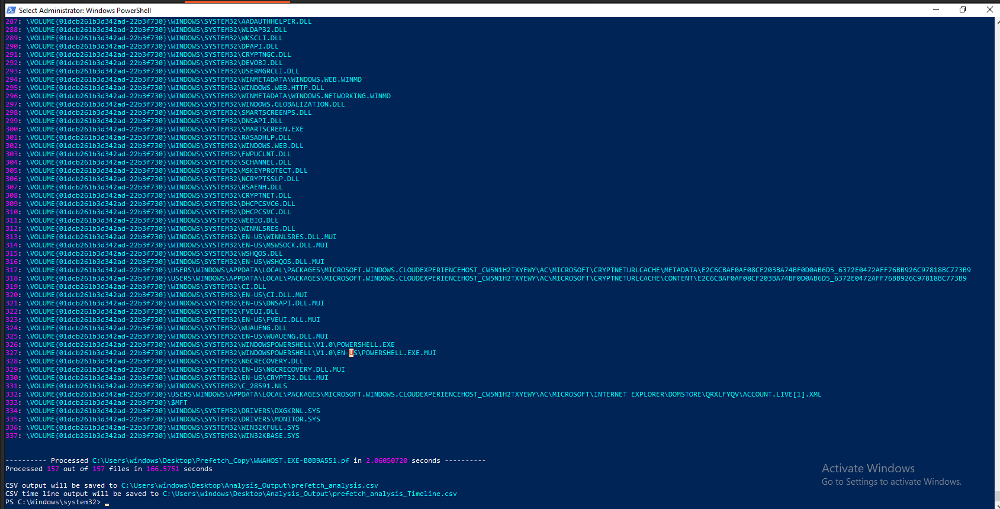 Select Administrator: Windows PowerShell
287: \VOLUME{01dcb261b3d342ad-22b3f730}\WINDOWS\SYSTEM32\AADAUTHHELPER.DLL
288: \VOLUME{01dcb261b3d342ad-22b3f730}\WINDOWS\SYSTEM32\WLDAP32.DLL
289: \VOLUME{01dcb261b3d342ad-22b3f730}\WINDOWS\SYSTEM32\WKSCLI.DLL
290: \VOLUME{01dcb261b3d342ad-22b3f730}\WINDOWS\SYSTEM32\DPAPI.DLL
291: \VOLUME{01dcb261b3d342ad-22b3f730}\WINDOWS\SYSTEM32\CRYPTNGC.DLL
292: \VOLUME{01dcb261b3d342ad-22b3f730}\WINDOWS\SYSTEM32\DEVOBJ.DLL
293: \VOLUME{01dcb261b3d342ad-22b3f730}\WINDOWS\SYSTEM32\USERMGRCLI.DLL
294: \VOLUME{01dcb261b3d342ad-22b3f730}\WINDOWS\SYSTEM32\WINMETADATA\WINDOWS.WEB.WINMD
295: \VOLUME{01dcb261b3d342ad-22b3f730}\WINDOWS\SYSTEM32\WINDOWS.WEB.HTTP.DLL
296: \VOLUME{01dcb261b3d342ad-22b3f730}\WINDOWS\SYSTEM32\WINMETADATA\WINDOWS.NETWORKING.WINMD
297: \VOLUME{01dcb261b3d342ad-22b3f730}\WINDOWS\SYSTEM32\WINDOWS.GLOBALIZATION.DLL
298: \VOLUME{01dcb261b3d342ad-22b3f730}\WINDOWS\SYSTEM32\SMARTSCREENPS.DLL
299: \VOLUME{01dcb261b3d342ad-22b3f730}\WINDOWS\SYSTEM32\DNSAPI.DLL
300: \VOLUME{01dcb261b3d342ad-22b3f730}\WINDOWS\SYSTEM32\SMARTSCREEN.EXE
301: \VOLUME{01dcb261b3d342ad-22b3f730}\WINDOWS\SYSTEM32\RASADHLP.DLL
302: \VOLUME{01dcb261b3d342ad-22b3f730}\WINDOWS\SYSTEM32\WINDOWS.WEB.DLL
303: \VOLUME{01dcb261b3d342ad-22b3f730}\WINDOWS\SYSTEM32\FWPUCLNT.DLL
304: \VOLUME{01dcb261b3d342ad-22b3f730}\WINDOWS\SYSTEM32\SCHANNEL.DLL
305: \VOLUME{01dcb261b3d342ad-22b3f730}\WINDOWS\SYSTEM32\MSKEYPROTECT.DLL
306: \VOLUME{01dcb261b3d342ad-22b3f730}\WINDOWS\SYSTEM32\NCRYPTSSLP.DLL
307: \VOLUME{01dcb261b3d342ad-22b3f730}\WINDOWS\SYSTEM32\RSAENH.DLL
308: \VOLUME{01dcb261b3d342ad-22b3f730}\WINDOWS\SYSTEM32\CRYPTNET.DLL
309: \VOLUME{01dcb261b3d342ad-22b3f730}\WINDOWS\SYSTEM32\DHCPCSVC6.DLL
310: \VOLUME{01dcb261b3d342ad-22b3f730}\WINDOWS\SYSTEM32\DHCPCSVC.DLL
311: \VOLUME{01dcb261b3d342ad-22b3f730}\WINDOWS\SYSTEM32\WEBIO.DLL
312: \VOLUME{01dcb261b3d342ad-22b3f730}\WINDOWS\SYSTEM32\WINNLSRES.DLL
313: \VOLUME{01dcb261b3d342ad-22b3f730}\WINDOWS\SYSTEM32\EN-US\WINNLSRES.DLL.MUI
314: \VOLUME{01dcb261b3d342ad-22b3f730}\WINDOWS\SYSTEM32\EN-US\MSWSOCK.DLL.MUI
315: \VOLUME{01dcb261b3d342ad-22b3f730}\WINDOWS\SYSTEM32\WSHQOS.DLL
316: \VOLUME{01dcb261b3d342ad-22b3f730}\WINDOWS\SYSTEM32\EN-US\WSHQOS.DLL.MUI
317: \VOLUME{01dcb261b3d342ad-22b3f730}\USERS\WINDOWS\APPDATA\LOCAL\PACKAGES\MICROSOFT.WINDOWS.CLOUDEXPERIENCEHOST_CW5N1H2TXYEWY\AC\MICROSOFT\CRYPTNETURLCACHE\METADATA\E2C6CBAF0AF08CF203BA74BF0D0AB6D5_6372E0472AFF76BB926C97818BC773B9
318: \VOLUME{01dcb261b3d342ad-22b3f730}\USERS\WINDOWS\APPDATA\LOCAL\PACKAGES\MICROSOFT.WINDOWS.CLOUDEXPERIENCEHOST_CW5N1H2TXYEWY\AC\MICROSOFT\CRYPTNETURLCACHE\CONTENT\E2C6CBAF0AF08CF203BA74BF0D0AB6D5_6372E0472AFF76BB926C97818BC773B9
319: \VOLUME{01dcb261b3d342ad-22b3f730}\WINDOWS\SYSTEM32\CI.DLL
320: \VOLUME{01dcb261b3d342ad-22b3f730}\WINDOWS\SYSTEM32\EN-US\CI.DLL.MUI
321: \VOLUME{01dcb261b3d342ad-22b3f730}\WINDOWS\SYSTEM32\EN-US\DNSAPI.DLL.MUI
322: \VOLUME{01dcb261b3d342ad-22b3f730}\WINDOWS\SYSTEM32\FVEUI.DLL
323: \VOLUME{01dcb261b3d342ad-22b3f730}\WINDOWS\SYSTEM32\EN-US\FVEUI.DLL.MUI
324: \VOLUME{01dcb261b3d342ad-22b3f730}\WINDOWS\SYSTEM32\WUAUENG.DLL
325: \VOLUME{01dcb261b3d342ad-22b3f730}\WINDOWS\SYSTEM32\EN-US\WUAUENG.DLL.MUI
326: \VOLUME{01dcb261b3d342ad-22b3f730}\WINDOWS\SYSTEM32\WINDOWSPOWERSHELL\V1.0\POWERSHELL.EXE
327: \VOLUME{01dcb261b3d342ad-22b3f730}\WINDOWS\SYSTEM32\WINDOWSPOWERSHELL\V1.0\EN-US\POWERSHELL.EXE.MUI
328: \VOLUME{01dcb261b3d342ad-22b3f730}\WINDOWS\SYSTEM32\NGCRECOVERY.DLL
329: \VOLUME{01dcb261b3d342ad-22b3f730}\WINDOWS\SYSTEM32\EN-US\NGCRECOVERY.DLL.MUI
330: \VOLUME{01dcb261b3d342ad-22b3f730}\WINDOWS\SYSTEM32\EN-US\CRYPT32.DLL.MUI
331: \VOLUME{01dcb261b3d342ad-22b3f730}\WINDOWS\SYSTEM32\C_28591.NLS
332: \VOLUME{01dcb261b3d342ad-22b3f730}\USERS\WINDOWS\APPDATA\LOCAL\PACKAGES\MICROSOFT.WINDOWS.CLOUDEXPERIENCEHOST_CW5N1H2TXYEWY\AC\MICROSOFT\INTERNET EXPLORER\DOMSTORE\QRXLFYQV\ACCOUNT.LIVE[1].XML
333: \VOLUME{01dcb261b3d342ad-22b3f730}\$MFT
334: \VOLUME{01dcb261b3d342ad-22b3f730}\WINDOWS\SYSTEM32\DRIVERS\DXGKRNL.SYS
335: \VOLUME{01dcb261b3d342ad-22b3f730}\WINDOWS\SYSTEM32\DRIVERS\MONITOR.SYS
336: \VOLUME{01dcb261b3d342ad-22b3f730}\WINDOWS\SYSTEM32\WIN32KFULL.SYS
337: \VOLUME{01dcb261b3d342ad-22b3f730}\WINDOWS\SYSTEM32\WIN32KBASE.SYS
---------- Processed C:\Users\windows\Desktop\Prefetch_Copy\WWAHOST.EXE-B0B9A551.pf in 2.06050720 seconds ----------
Processed 157 out of 157 files in 166.5751 seconds
CSV output will be saved to C:\Users\windows\Desktop\Analysis_Output\prefetch_analysis.csv
CSV time line output will be saved to C:\Users\windows\Desktop\Analysis_Output\prefetch_analysis_Timeline.csv
PS C:\Windows\system32>
Activate Windows
Go to Settings to activate Windows.